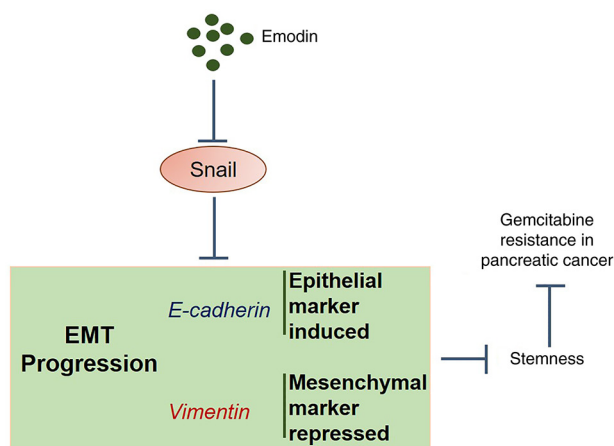 Emodin
Snail
Gemcitabine
resistance in
pancreatic cancer
EMT
Progression
E-cadherin
Epithelial
marker
induced
Vimentin
Mesenchymal
marker
repressed
Stemness